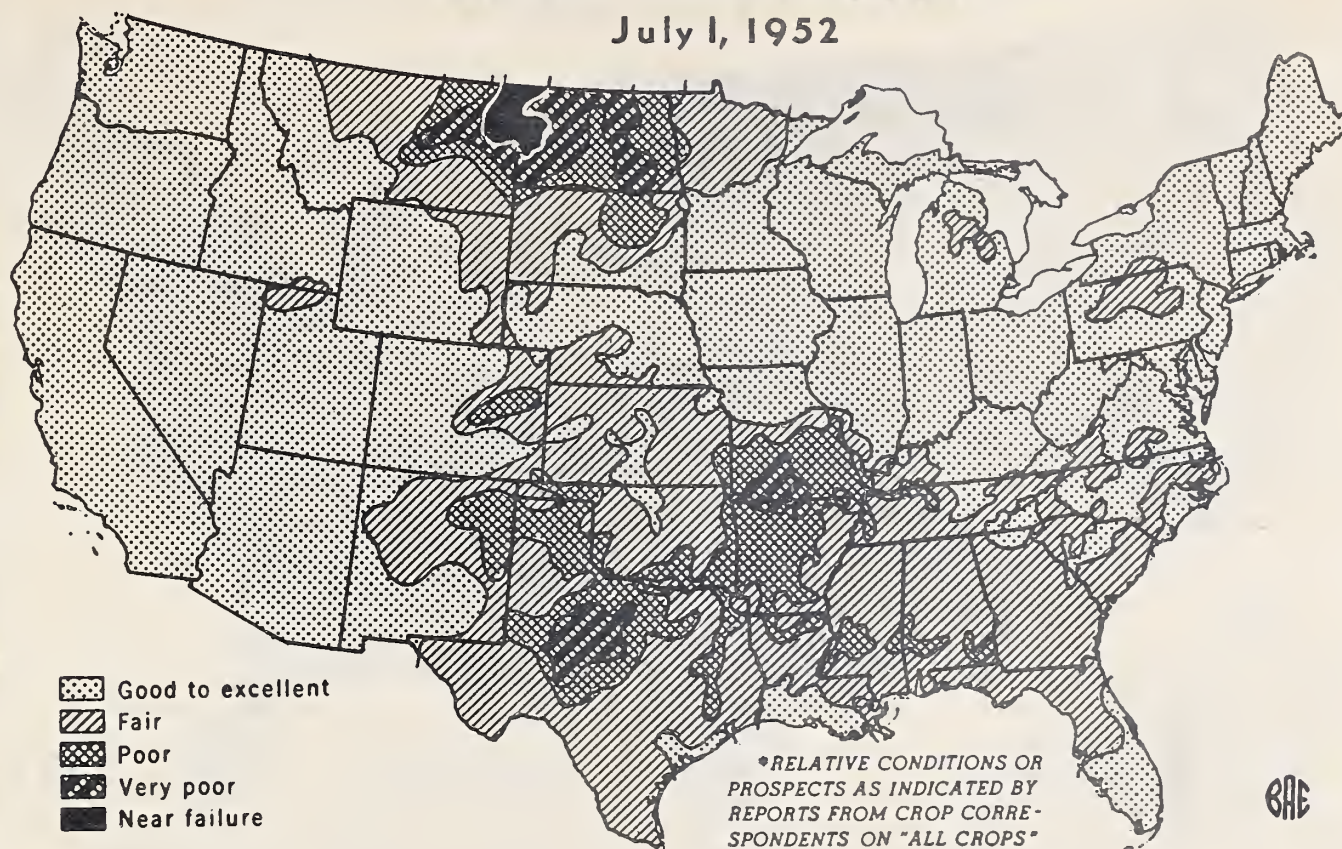 July 1, 1952
Good to excellent
Fair
Poor
Very poor
Near failure
*RELATIVE CONDITIONS OR
PROSPECTS AS INDICATED BY
REPORTS FROM CROP CORRE-
SPONDENTS ON "ALL CROPS"
BAE